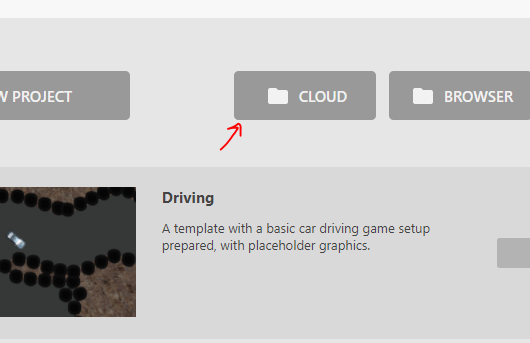 W PROJECT
CLOUD
BROWSER
Driving
A template with a basic car driving game setup
prepared, with placeholder graphics.